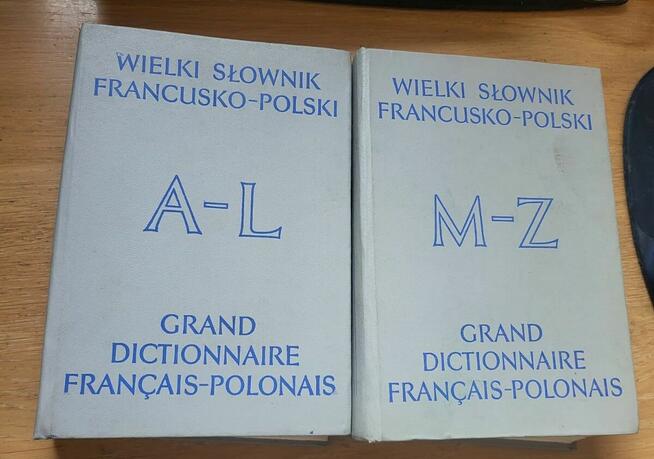 WIELKI SŁOWNIK
FRANCUSKO-POLSKI
A-L
GRAND
DICTIONNAIRE
FRANÇAIS-POLONAIS
WIELKI SŁOWNIK
FRANCUSKO-POLSKI
M-Z
GRAND
DICTIONNAIRE
FRANÇAIS-POLONAIS